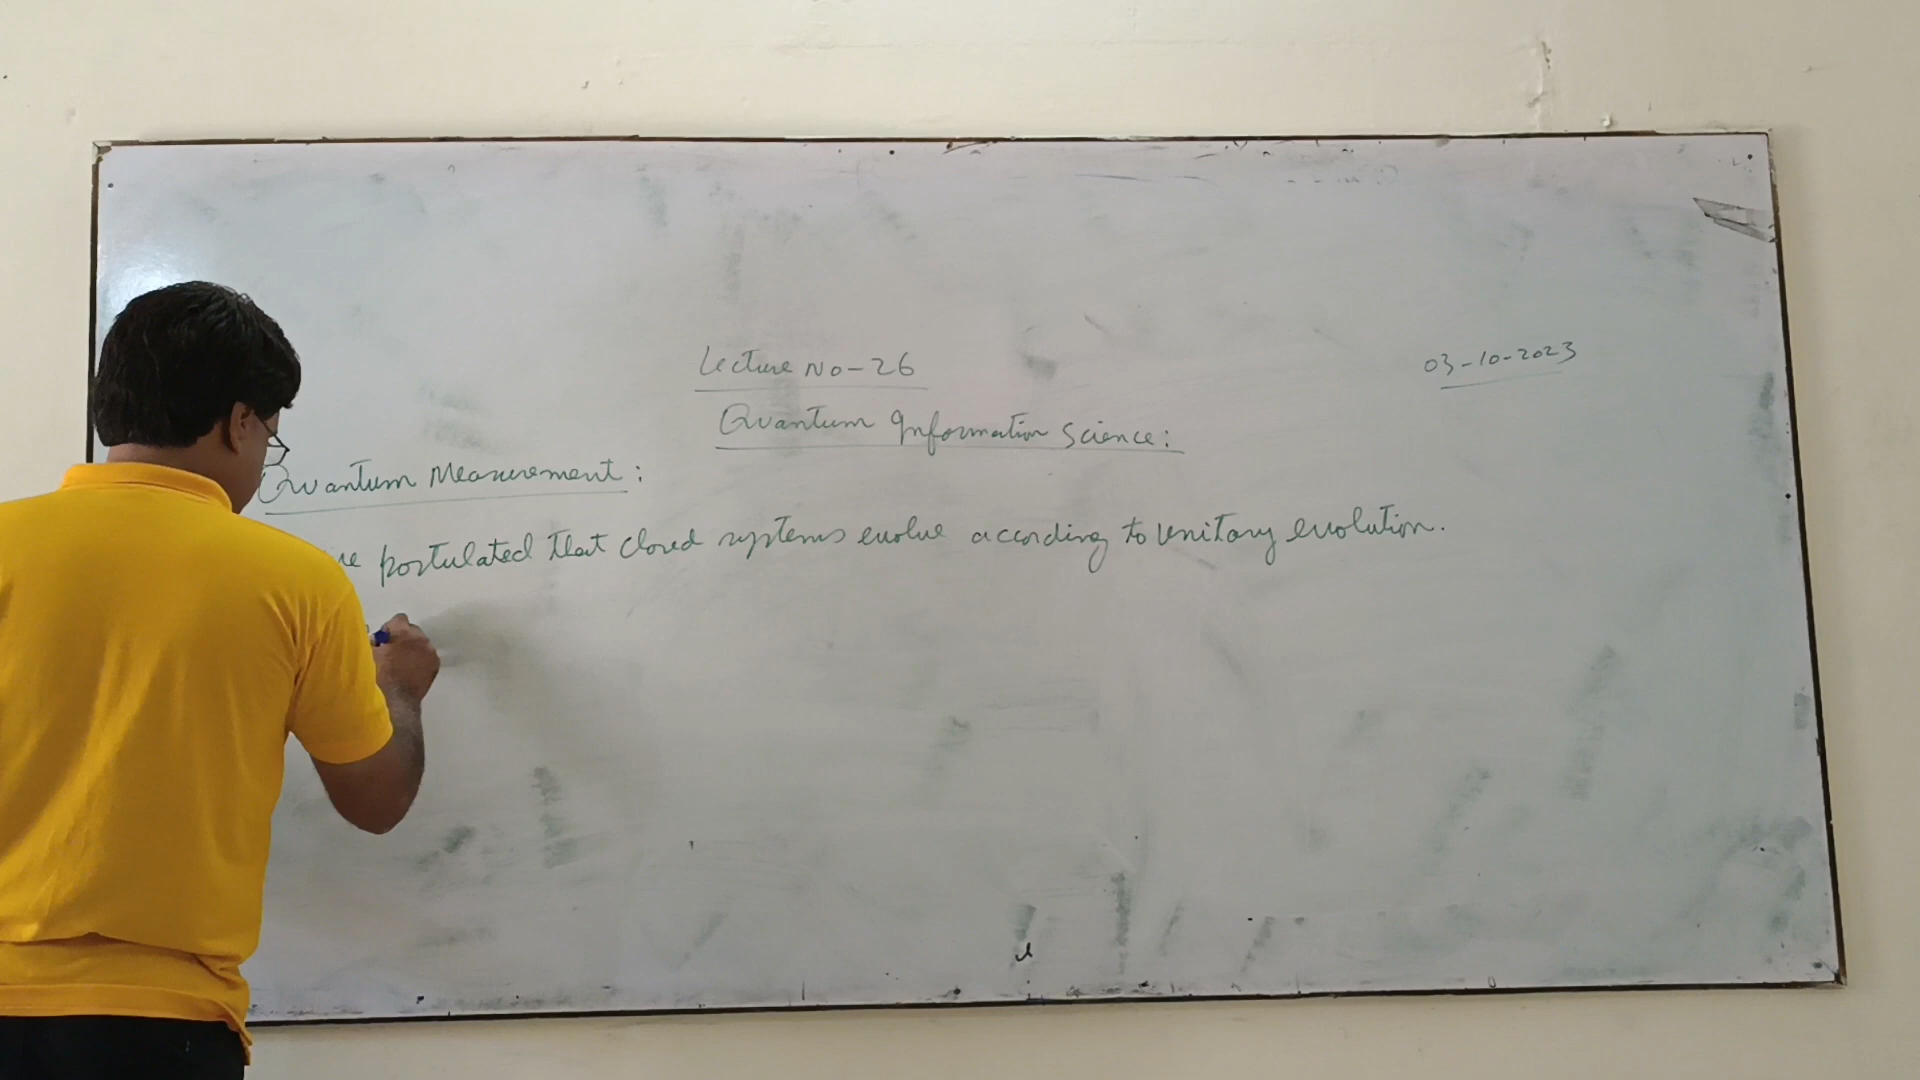 Lecture No-26
03-10-2023
Quantum Information Science:
Quantum Measurement:
we postulated that closed systems evolve according to Unitary evolution.